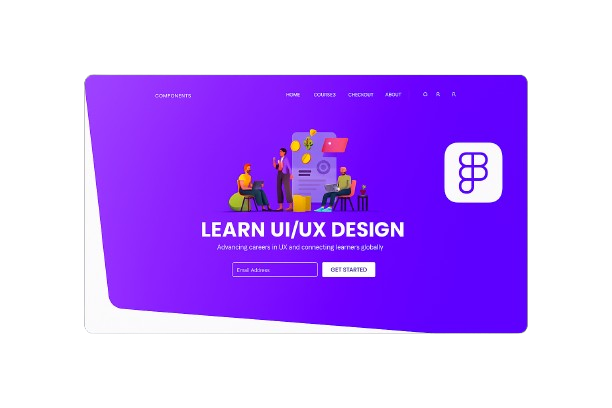 COMPONENTS HOME COURSES CHECKOUT ABOUT
LEARN UI/UX DESIGN
Advancing careers in UX and connecting learners globally
Email Address GET STARTED